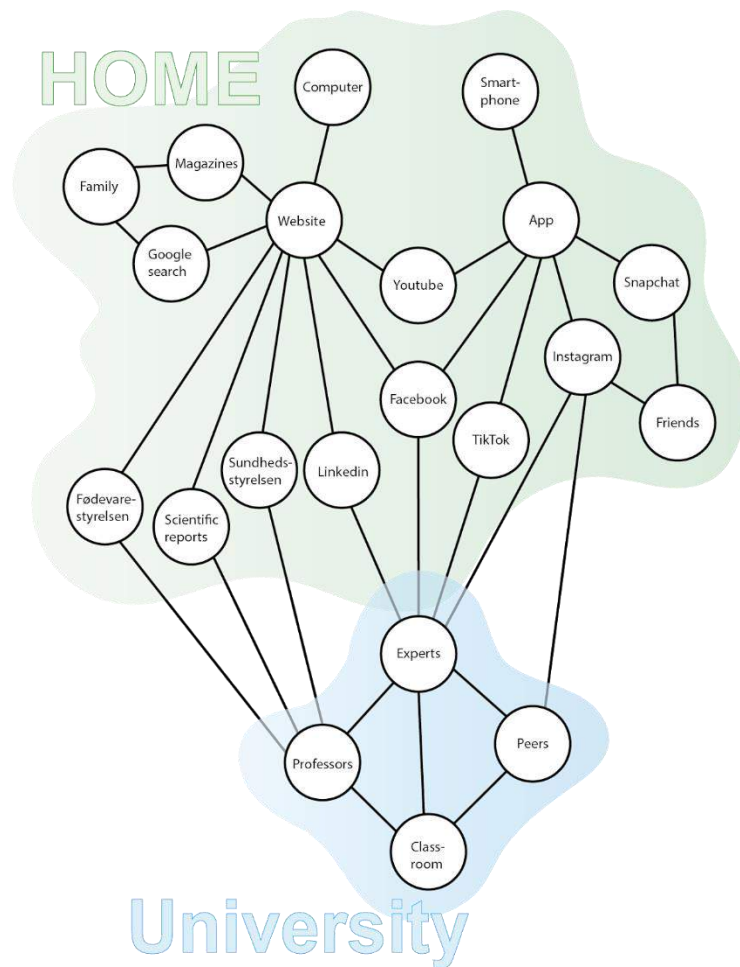 HOME
Computer
Smart-
phone
Magazines
Family
Website
App
Google
search
Youtube
Snapchat
Instagram
Facebook
Friends
TikTok
Sundheds-
styrelsen
Linkedin
Fødevare-
styrelsen
Scientific
reports
Experts
Peers
Professors
Class-
room
University